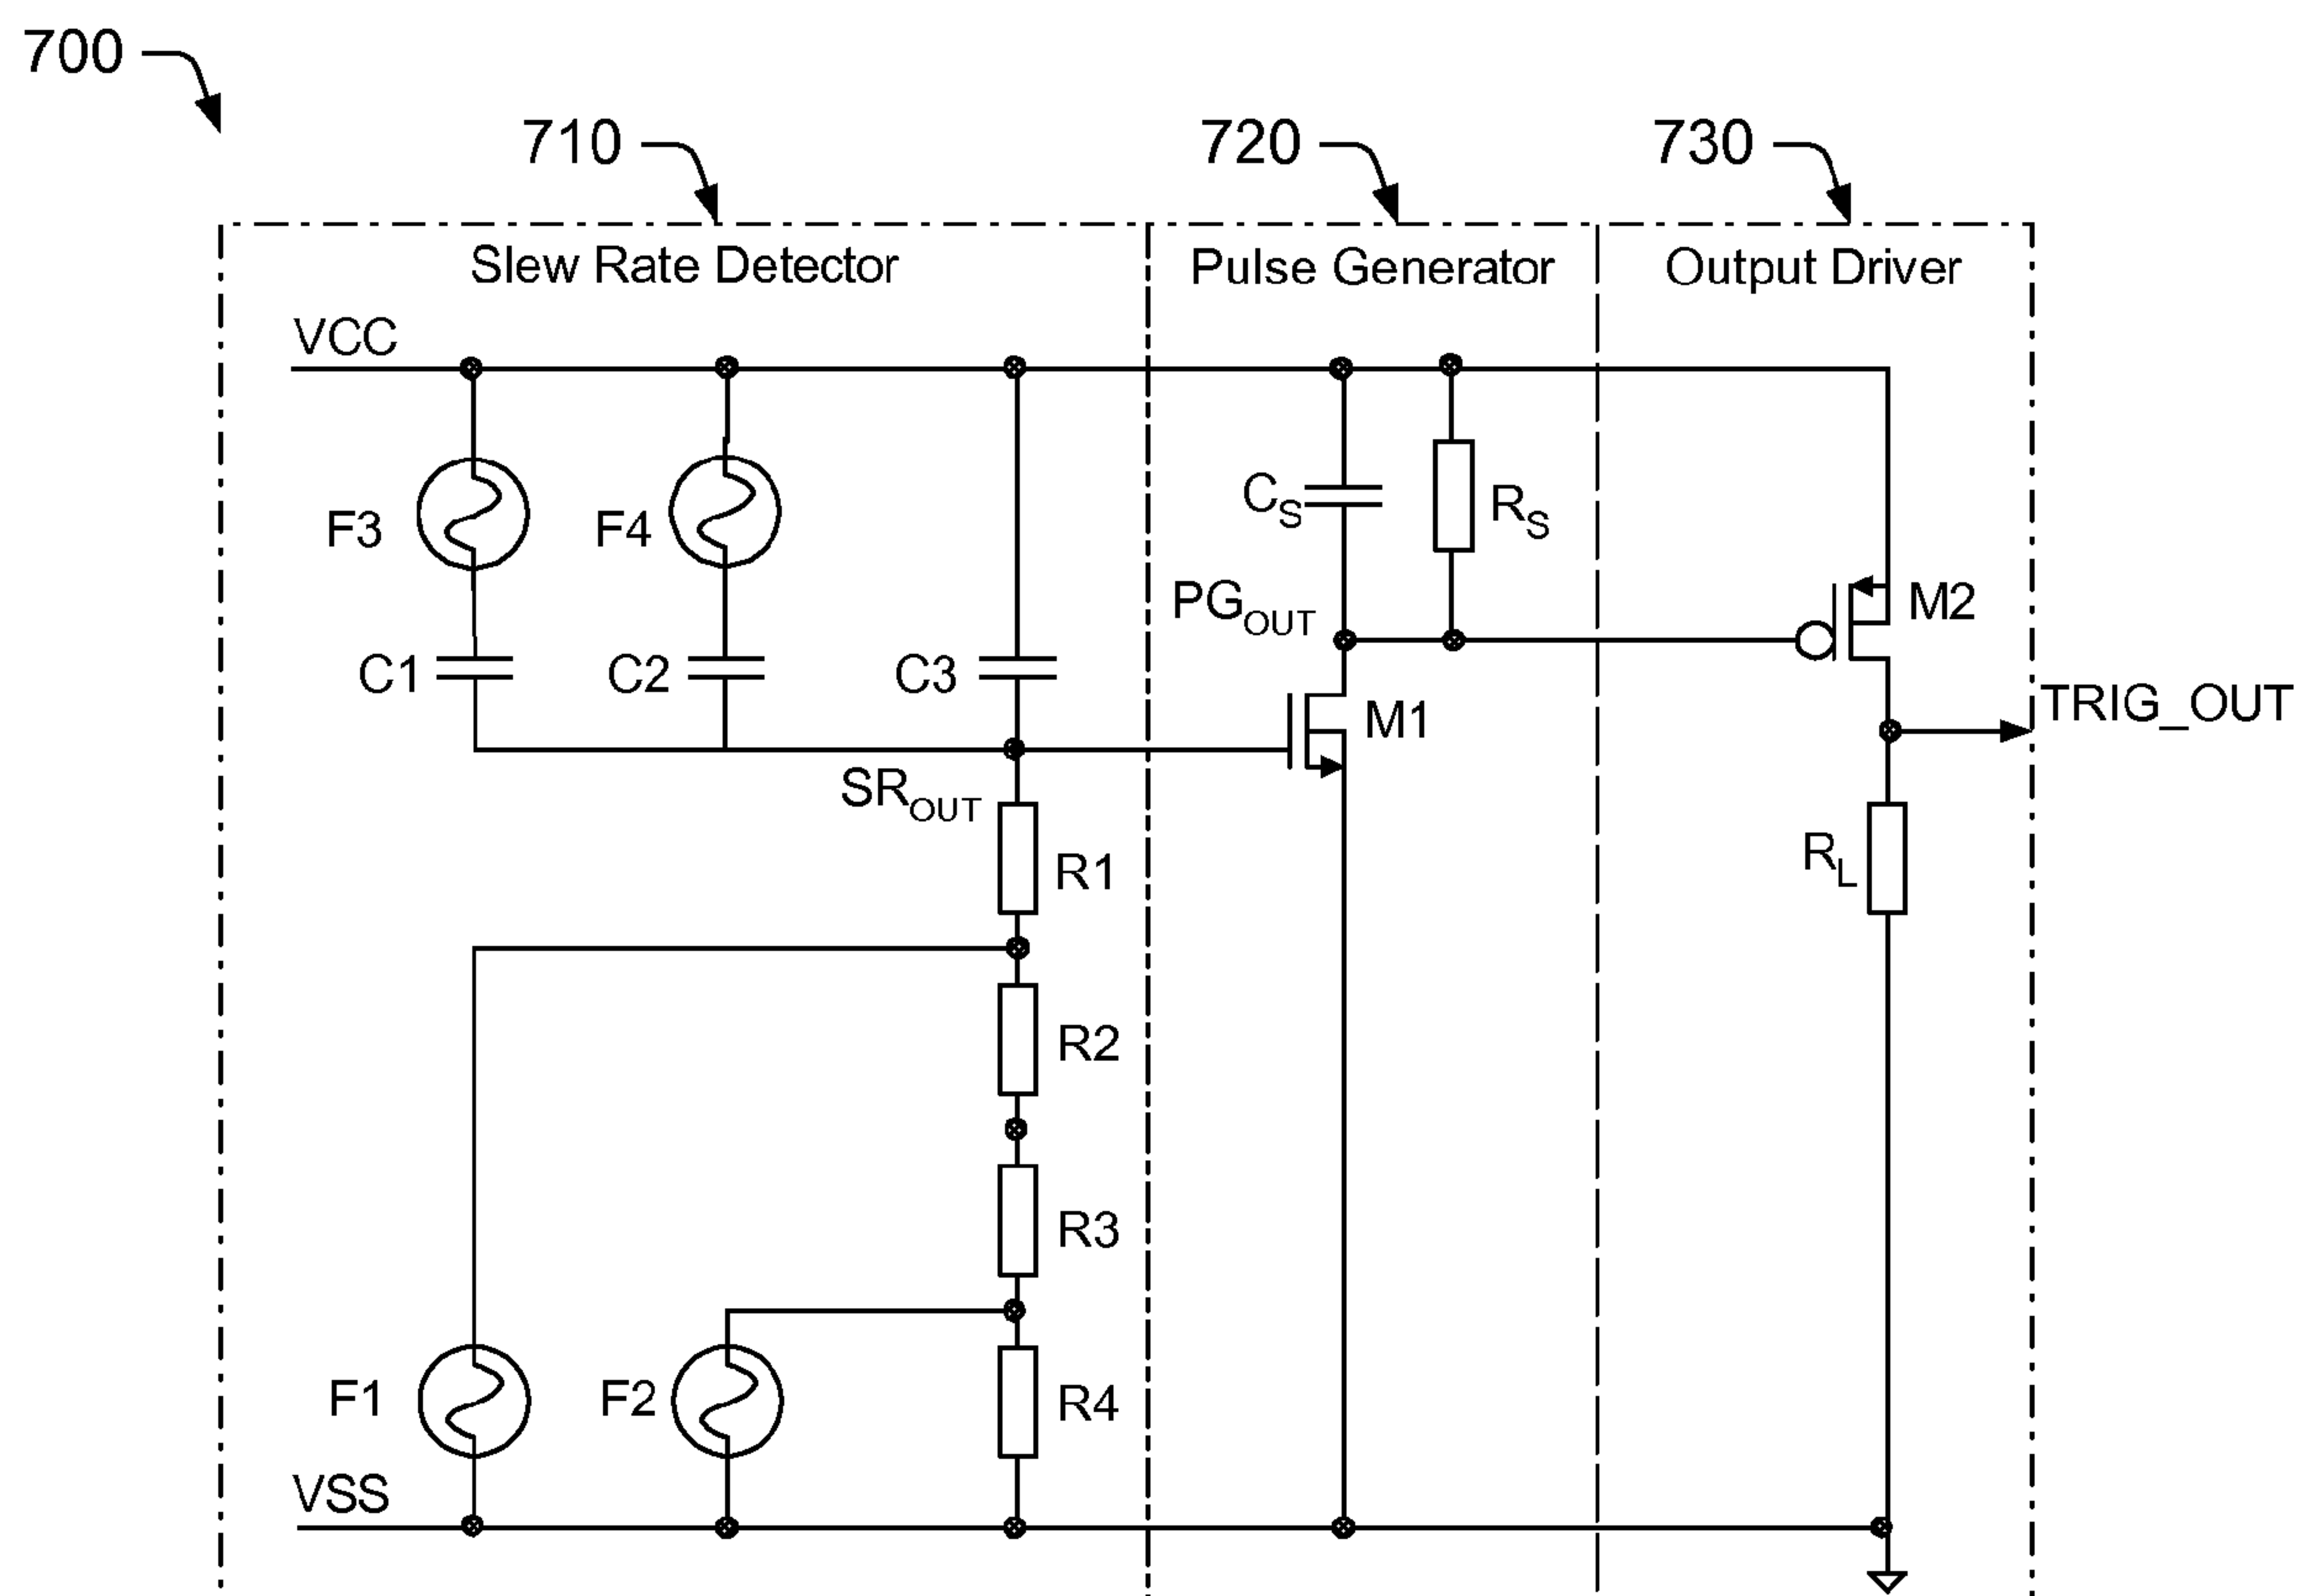 700
710
720
730
Slew Rate Detector
Pulse Generator
Output Driver
VCC
F3
F4
C1
C2
C3
SROUT
CS
RS
PGOUT
M1
M2
TRIG_OUT
RL
R1
R2
R3
R4
F1
F2
VSS